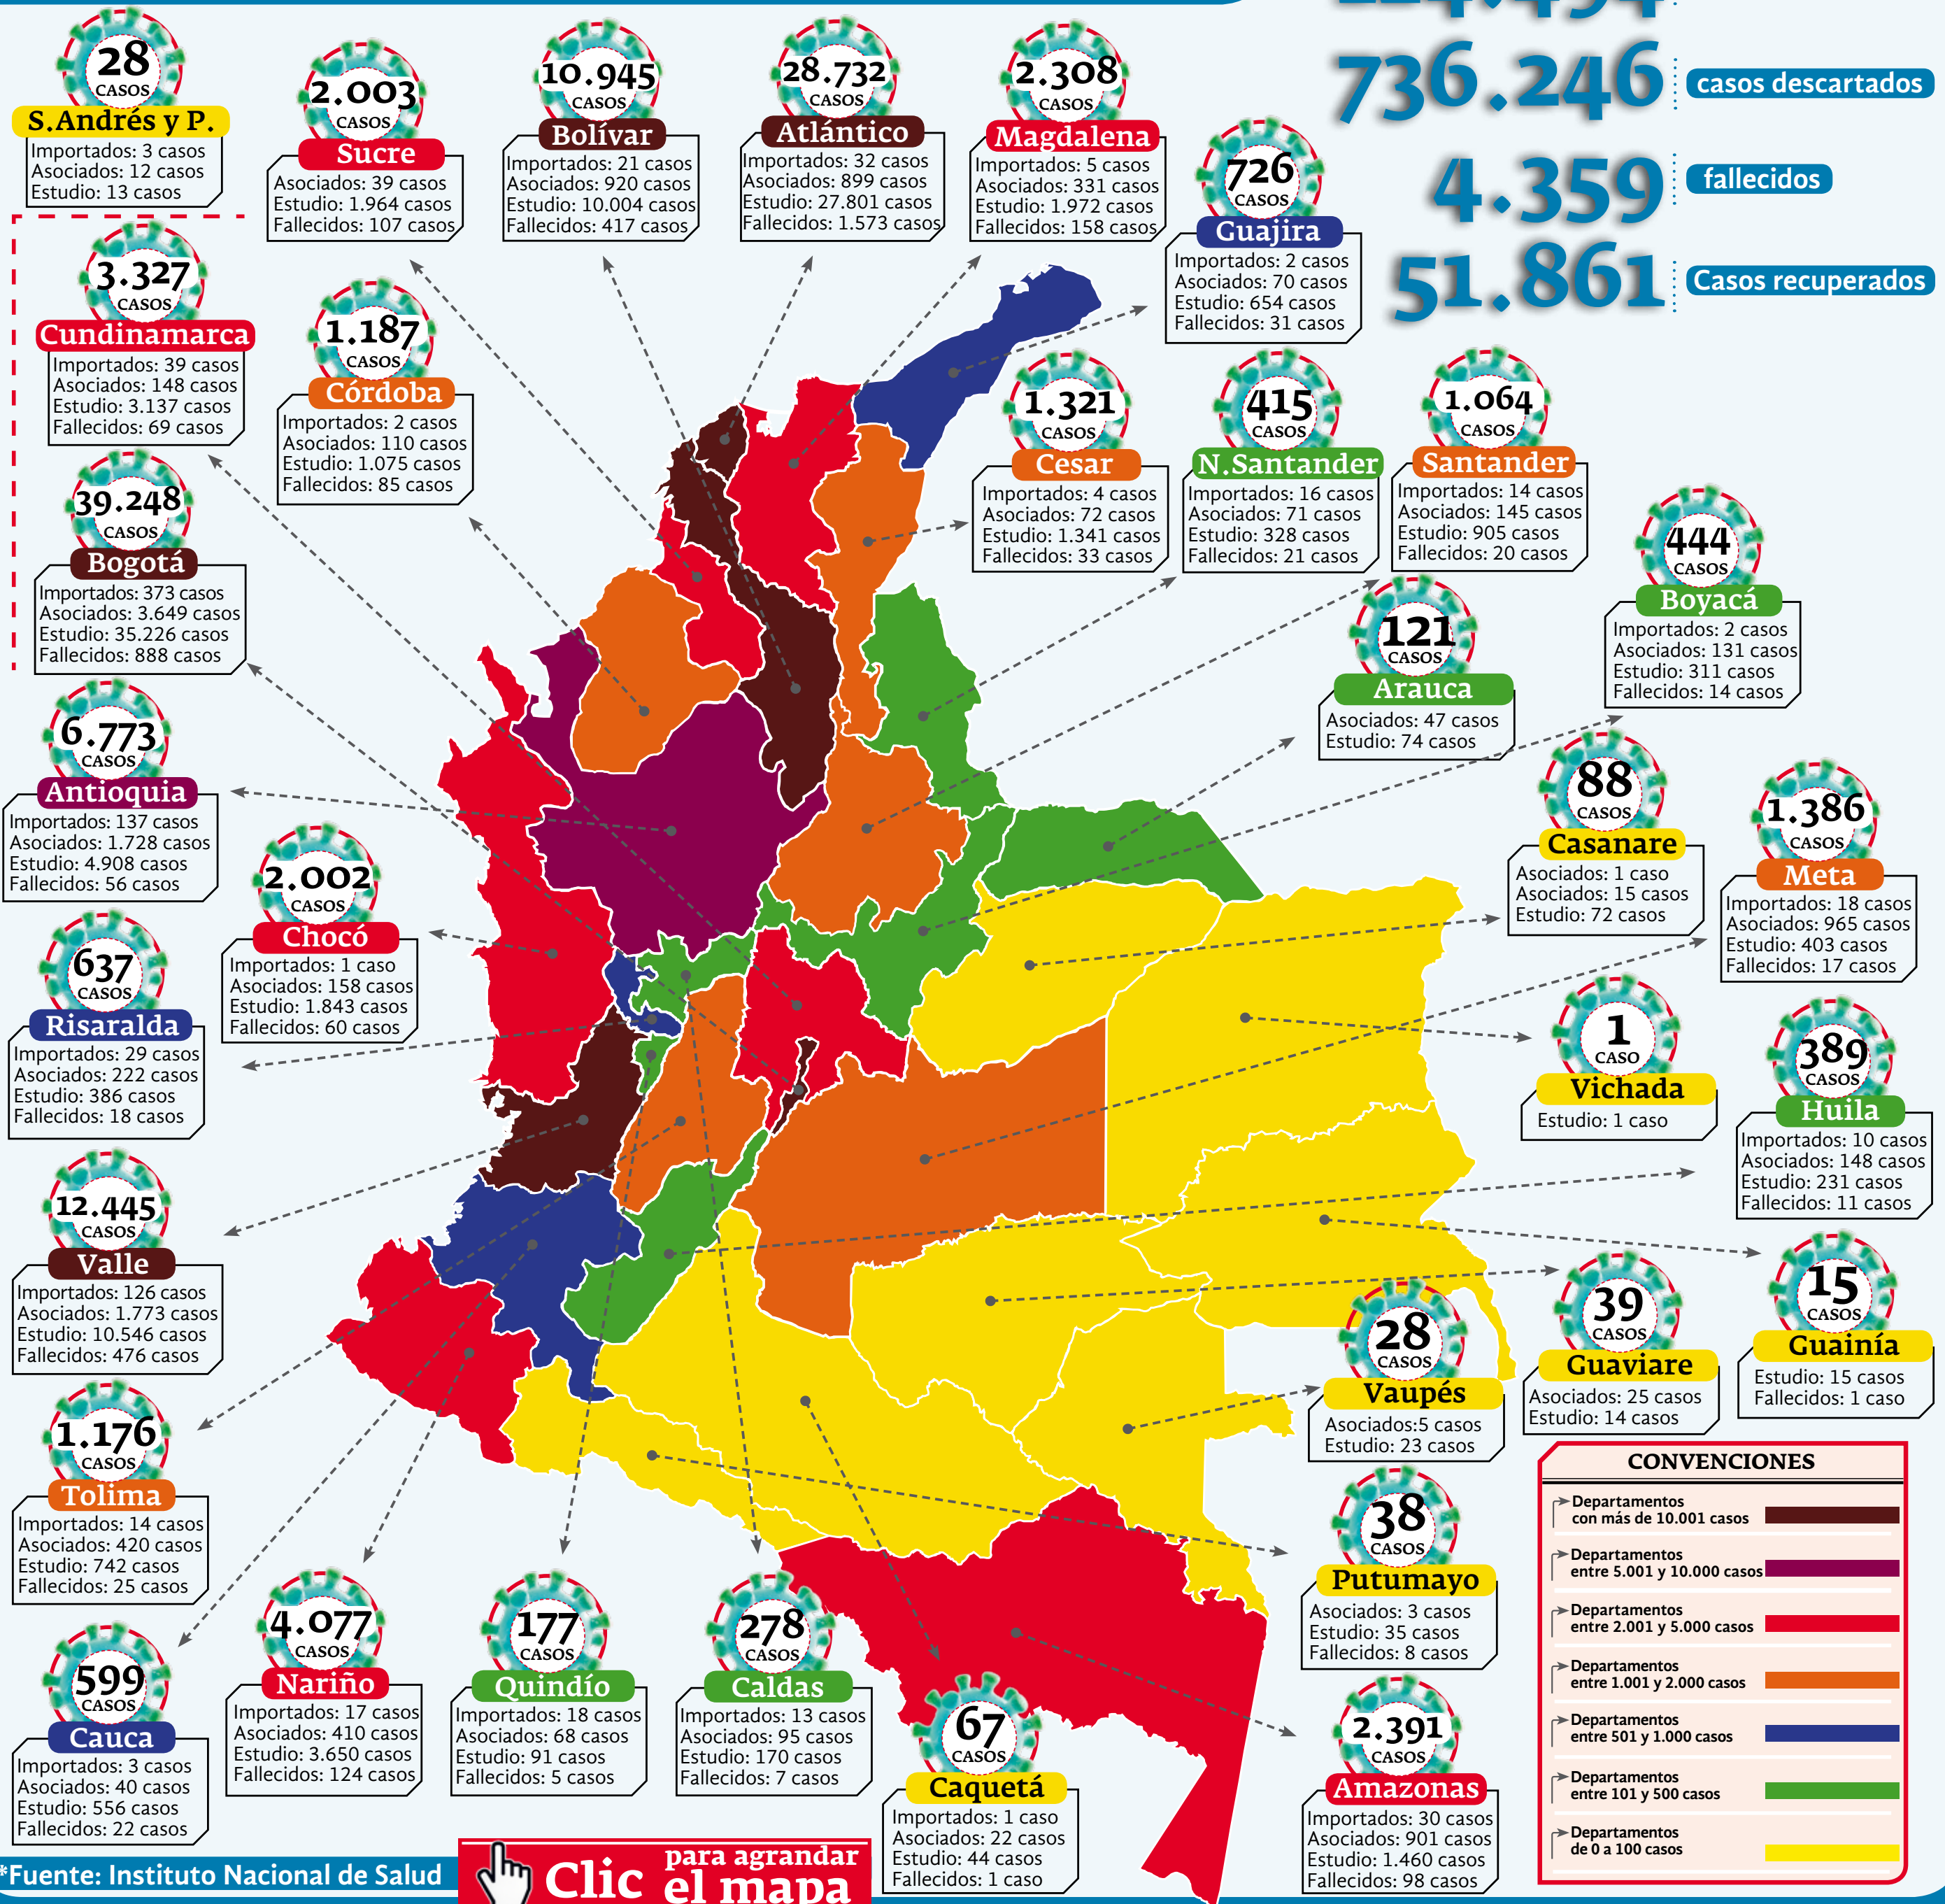 736.246 casos descartados
4.359 fallecidos
51.861 Casos recuperados
28
CASOS
S.Andrés y P.
Importados: 3 casos
Asociados: 12 casos
Estudio: 13 casos
2.003
CASOS
Sucre
Asociados: 39 casos
Estudio: 1.964 casos
Fallecidos: 107 casos
10.945
CASOS
Bolívar
Importados: 21 casos
Asociados: 920 casos
Estudio: 10.004 casos
Fallecidos: 417 casos
28.732
CASOS
Atlántico
Importados: 32 casos
Asociados: 899 casos
Estudio: 27.801 casos
Fallecidos: 1.573 casos
2.308
CASOS
Magdalena
Importados: 5 casos
Asociados: 331 casos
Estudio: 1.972 casos
Fallecidos: 158 casos
726
CASOS
Guajira
Importados: 2 casos
Asociados: 70 casos
Estudio: 654 casos
Fallecidos: 31 casos
3.327
CASOS
Cundinamarca
Importados: 39 casos
Asociados: 148 casos
Estudio: 3.137 casos
Fallecidos: 69 casos
1.187
CASOS
Córdoba
Importados: 2 casos
Asociados: 110 casos
Estudio: 1.075 casos
Fallecidos: 85 casos
1.321
CASOS
Cesar
Importados: 4 casos
Asociados: 72 casos
Estudio: 1.341 casos
Fallecidos: 33 casos
415
CASOS
N.Santander
Importados: 16 casos
Asociados: 71 casos
Estudio: 328 casos
Fallecidos: 21 casos
1.064
CASOS
Santander
Importados: 14 casos
Asociados: 145 casos
Estudio: 905 casos
Fallecidos: 20 casos
39.248
CASOS
Bogotá
Importados: 373 casos
Asociados: 3.649 casos
Estudio: 35.226 casos
Fallecidos: 888 casos
444
CASOS
Boyacá
Importados: 2 casos
Asociados: 131 casos
Estudio: 311 casos
Fallecidos: 14 casos
121
CASOS
Arauca
Asociados: 47 casos
Estudio: 74 casos
6.773
CASOS
Antioquia
Importados: 137 casos
Asociados: 1.728 casos
Estudio: 4.908 casos
Fallecidos: 56 casos
88
CASOS
Casanare
Asociados: 1 caso
Asociados: 15 casos
Estudio: 72 casos
1.386
CASOS
Meta
Importados: 18 casos
Asociados: 965 casos
Estudio: 403 casos
Fallecidos: 17 casos
2.002
CASOS
Chocó
Importados: 1 caso
Asociados: 158 casos
Estudio: 1.843 casos
Fallecidos: 60 casos
637
CASOS
Risaralda
Importados: 29 casos
Asociados: 222 casos
Estudio: 386 casos
Fallecidos: 18 casos
1
CASO
Vichada
Estudio: 1 caso
389
CASOS
Huila
Importados: 10 casos
Asociados: 148 casos
Estudio: 231 casos
Fallecidos: 11 casos
12.445
CASOS
Valle
Importados: 126 casos
Asociados: 1.773 casos
Estudio: 10.546 casos
Fallecidos: 476 casos
28
CASOS
Vaupés
Asociados:5 casos
Estudio: 23 casos
39
CASOS
Guaviare
Asociados: 25 casos
Estudio: 14 casos
15
CASOS
Guainía
Estudio: 15 casos
Fallecidos: 1 caso
1.176
CASOS
Tolima
Importados: 14 casos
Asociados: 420 casos
Estudio: 742 casos
Fallecidos: 25 casos
38
CASOS
Putumayo
Asociados: 3 casos
Estudio: 35 casos
Fallecidos: 8 casos
599
CASOS
Cauca
Importados: 3 casos
Asociados: 40 casos
Estudio: 556 casos
Fallecidos: 22 casos
4.077
CASOS
Nariño
Importados: 17 casos
Asociados: 410 casos
Estudio: 3.650 casos
Fallecidos: 124 casos
177
CASOS
Quindío
Importados: 18 casos
Asociados: 68 casos
Estudio: 91 casos
Fallecidos: 5 casos
278
CASOS
Caldas
Importados: 13 casos
Asociados: 95 casos
Estudio: 170 casos
Fallecidos: 7 casos
67
CASOS
Caquetá
Importados: 1 caso
Asociados: 22 casos
Estudio: 44 casos
Fallecidos: 1 caso
2.391
CASOS
Amazonas
Importados: 30 casos
Asociados: 901 casos
Estudio: 1.460 casos
Fallecidos: 98 casos
CONVENCIONES
Departamentos
con más de 10.001 casos
Departamentos
entre 5.001 y 10.000 casos
Departamentos
entre 2.001 y 5.000 casos
Departamentos
entre 1.001 y 2.000 casos
Departamentos
entre 501 y 1.000 casos
Departamentos
entre 101 y 500 casos
Departamentos
de 0 a 100 casos
*Fuente: Instituto Nacional de Salud
Clic para agrandar
el mapa